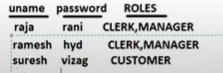 uname password ROLES
raja rani CLERK,MANAGER
ramesh hyd CLERK,MANAGER
suresh vizag CUSTOMER